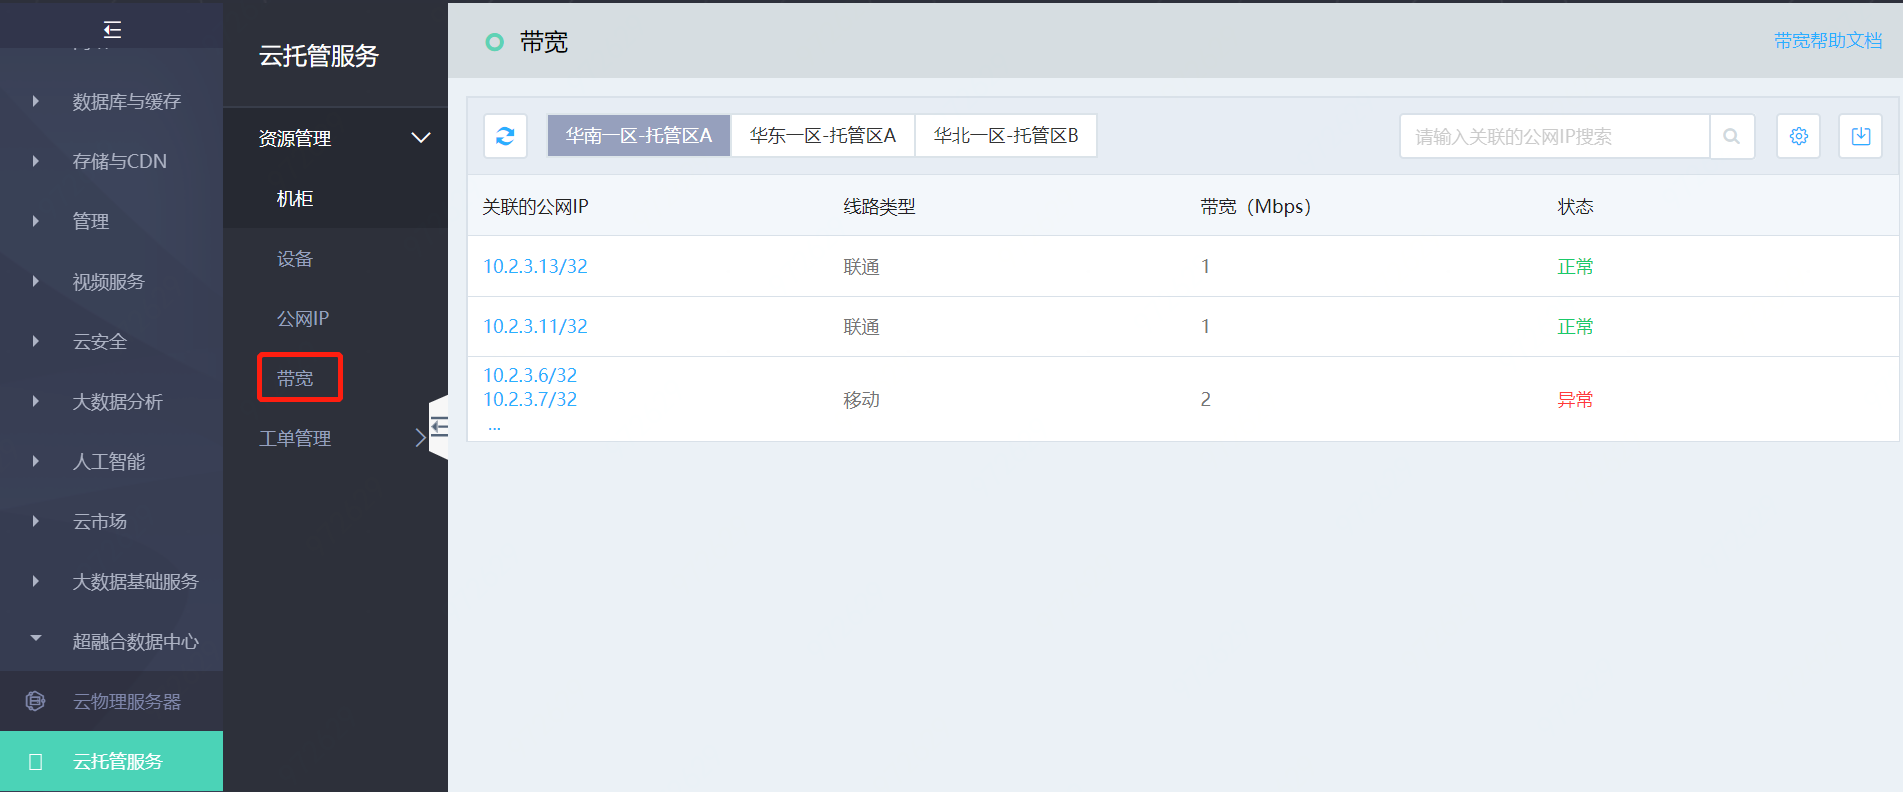 数据库与缓存
存储与CDN
管理
视频服务
云安全
大数据分析
人工智能
云市场
大数据基础服务
超融合数据中心
云物理服务器
云托管服务
云托管服务
资源管理
机柜
设备
公网IP
带宽
工单管理
带宽
带宽帮助文档
华南一区-托管区A 华东一区-托管区A 华北一区-托管区B 请输入关联的公网IP搜索
关联的公网IP 线路类型 带宽（Mbps） 状态
10.2.3.13/32 联通 1 正常
10.2.3.11/32 联通 1 正常
10.2.3.6/32
10.2.3.7/32 移动 2 异常
...